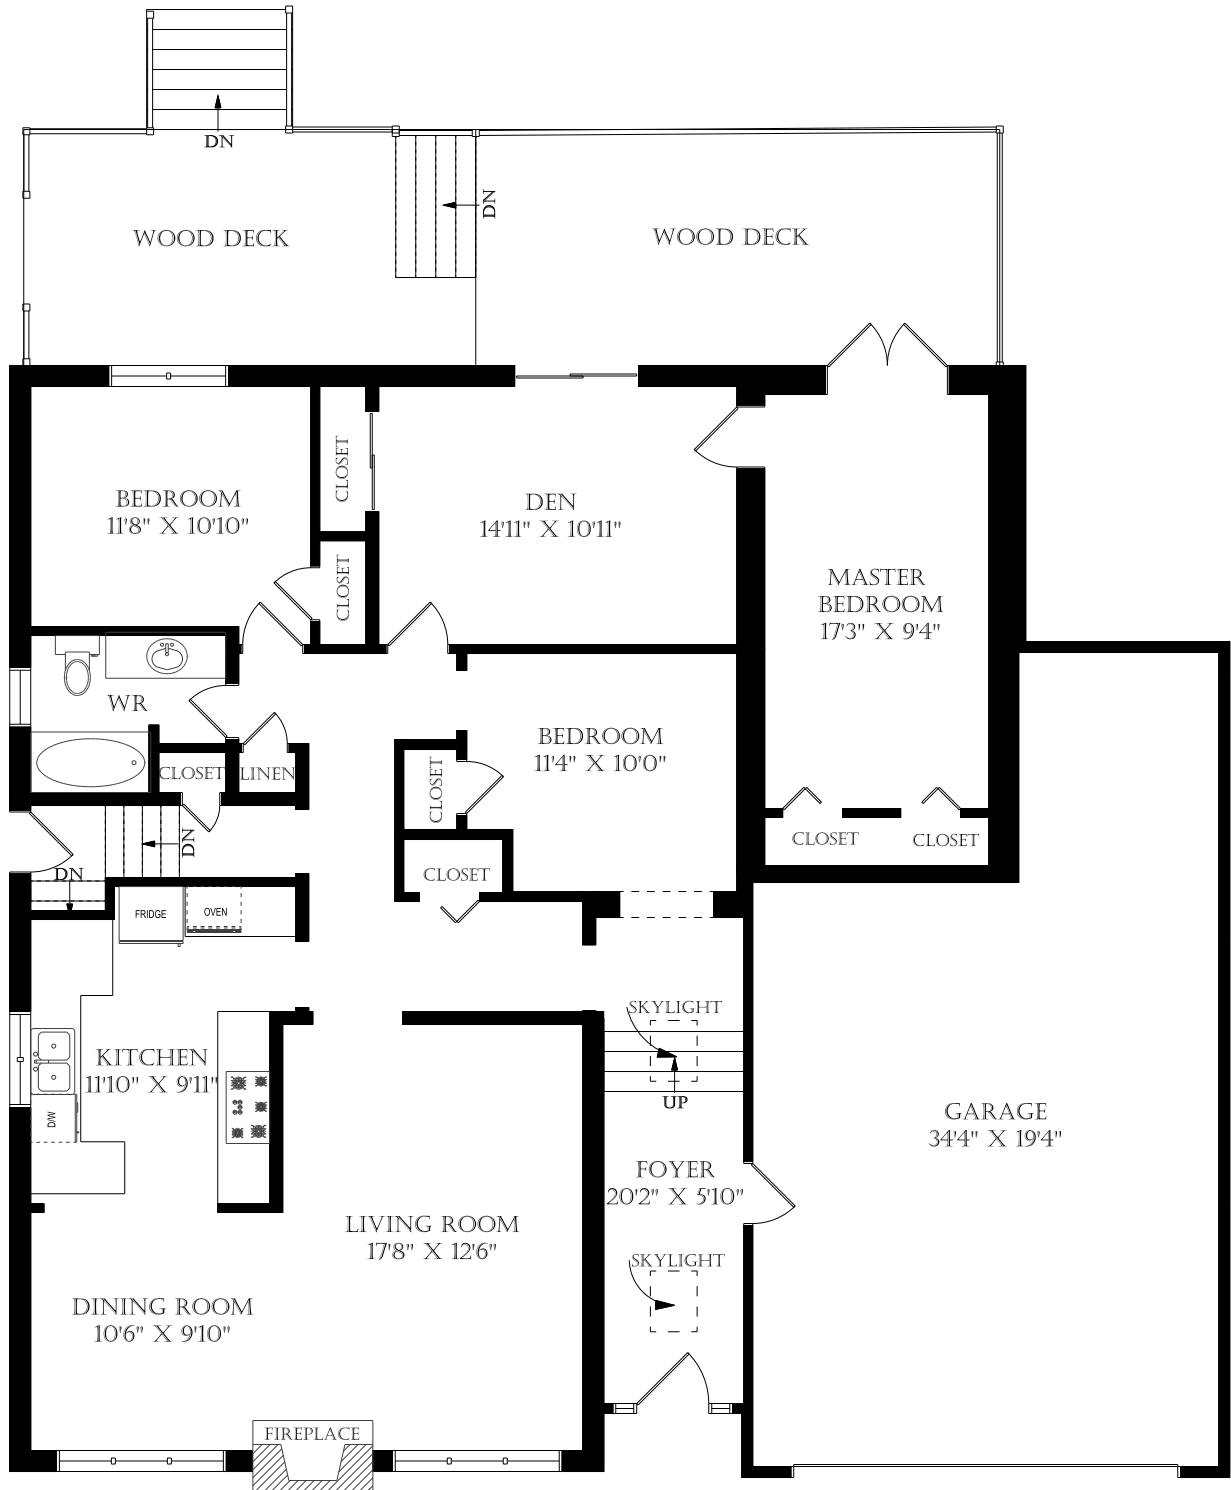 DN
DN
WOOD DECK
WOOD DECK
CLOSET
BEDROOM
11'8" X 10'10"
DEN
14'11" X 10'11"
CLOSET
MASTER
BEDROOM
17'3" X 9'4"
WR
BEDROOM
11'4" X 10'0"
CLOSET
LINEN
CLOSET
DN
CLOSET
CLOSET
DN
CLOSET
FRIDGE
OVEN
SKYLIGHT
KITCHEN
11'10" X 9'11"
D/W
UP
GARAGE
34'4" X 19'4"
FOYER
20'2" X 5'10"
LIVING ROOM
17'8" X 12'6"
SKYLIGHT
DINING ROOM
10'6" X 9'10"
FIREPLACE